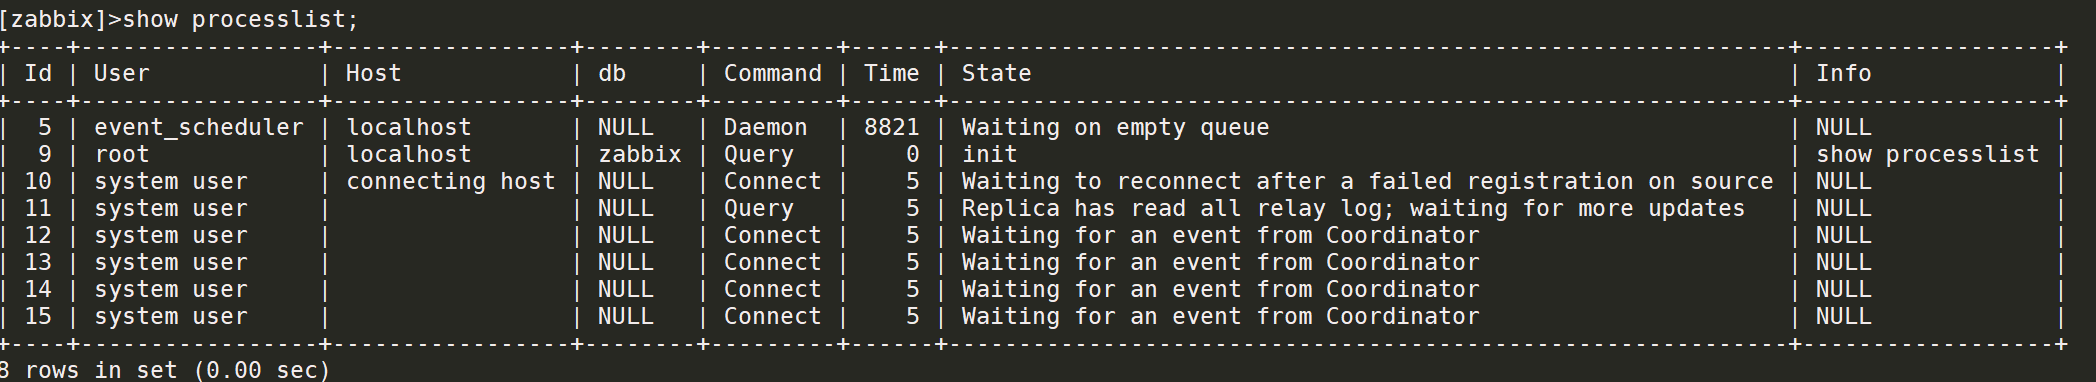 [zabbix]>show processlist;
+----+-----------------+-----------------+--------+---------+------+------------------------------------------------------------+------------------+
| Id | User            | Host            | db     | Command | Time | State                                                      | Info             |
+----+-----------------+-----------------+--------+---------+------+------------------------------------------------------------+------------------+
|  5 | event_scheduler | localhost       | NULL   | Daemon  | 8821 | Waiting on empty queue                                     | NULL             |
|  9 | root            | localhost       | zabbix | Query   |    0 | init                                                       | show processlist |
| 10 | system user     | connecting host | NULL   | Connect |    5 | Waiting to reconnect after a failed registration on source | NULL             |
| 11 | system user     |                 | NULL   | Query   |    5 | Replica has read all relay log; waiting for more updates   | NULL             |
| 12 | system user     |                 | NULL   | Connect |    5 | Waiting for an event from Coordinator                      | NULL             |
| 13 | system user     |                 | NULL   | Connect |    5 | Waiting for an event from Coordinator                      | NULL             |
| 14 | system user     |                 | NULL   | Connect |    5 | Waiting for an event from Coordinator                      | NULL             |
| 15 | system user     |                 | NULL   | Connect |    5 | Waiting for an event from Coordinator                      | NULL             |
+----+-----------------+-----------------+--------+---------+------+------------------------------------------------------------+------------------+
8 rows in set (0.00 sec)